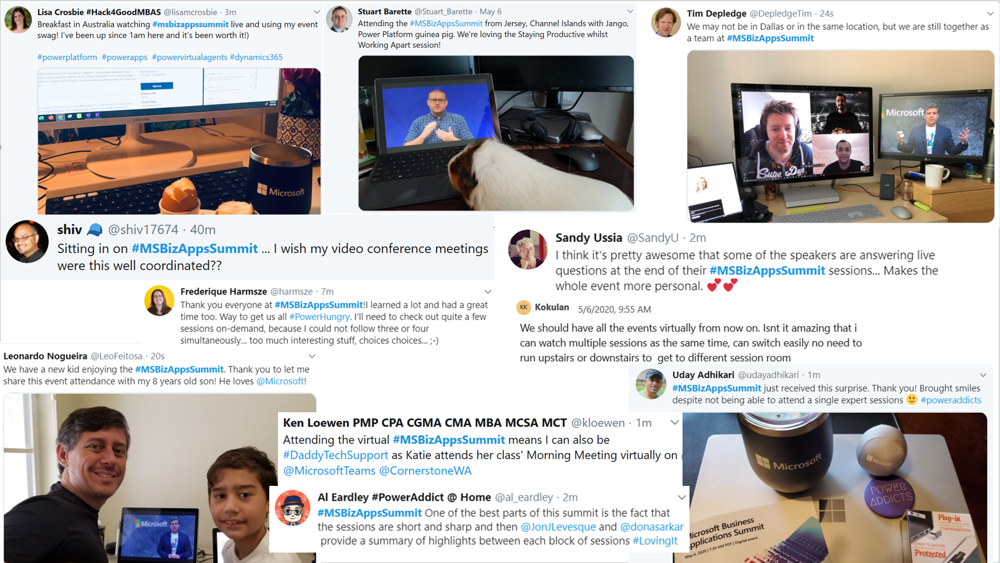 Lisa Crosbie #Hack4GoodMBAS @lisamcrosbie · 3m
Breakfast in Australia watching #msbizappssummit live and using my event
swag! I've been up since 1am here and it's been worth it!)
#powerplatform #powerapps #powervirtualagents #dynamics365
Remove
Session code
Session type
SAMSUNG
Microsoft
Stuart Barette @Stuart_Barette · May 6
Attending the #MSBizAppsSummit from Jersey, Channel Islands with Jango,
Power Platform guinea pig. We're loving the Staying Productive whilst
Working Apart session!
acer
Tim Depledge @DepledgeTim · 24s
We may not be in Dallas or in the same location, but we are still together as
a team at #MSBizAppsSummit
Microsoft
SuperDry
LG
shiv 🧢 @shiv17674 · 40m
Sitting in on #MSBizAppsSummit ... I wish my video conference meetings
were this well coordinated??
Sandy Ussia @SandyU · 2m
I think it's pretty awesome that some of the speakers are answering live
questions at the end of their #MSBizAppsSummit sessions... Makes the
whole event more personal. 💕💕
Frederique Harmsze @harmsze · 7m
Thank you everyone at #MSBizAppsSummit!I learned a lot and had a great
time too. Way to get us all #PowerHungry. I'll need to check out quite a few
sessions on-demand, because I could not follow three or four
simultaneously... too much interesting stuff, choices choices... ;-)
KK Kokulan 5/6/2020, 9:55 AM
We should have all the events virtually from now on. Isnt it amazing that i
can watch multiple sessions as the same time, can switch easily no need to
run upstairs or downstairs to get to different session room
Leonardo Nogueira @LeoFeitosa · 20s
We have a new kid enjoying the #MSBizAppsSummit. Thank you to let me
share this event attendance with my 8 years old son! He loves @Microsoft!
Microsoft
Uday Adhikari @udayadhikari · 1m
#MSBizAppsSummit just received this surprise. Thank you! Brought smiles
despite not being able to attend a single expert sessions 🙂 #poweraddicts
Microsoft
Microsoft
POWER
ADDICTS
Microsoft Business
Applications Summit
May 6, 2020 | 7:30 AM PDT | Digital event
Plug-in
CONVERSATION
OPEN TO SHARE
Protected
Ken Loewen PMP CPA CGMA CMA MBA MCSA MCT @kloewen · 1m
Attending the virtual #MSBizAppsSummit means I can also be
#DaddyTechSupport as Katie attends her class' Morning Meeting virtually on
@MicrosoftTeams @CornerstoneWA
Al Eardley #PowerAddict @ Home @al_eardley · 2m
#MSBizAppsSummit One of the best parts of this summit is the fact that
the sessions are short and sharp and then @JonJLevesque and @donasarkar
provide a summary of highlights between each block of sessions #LovingIt